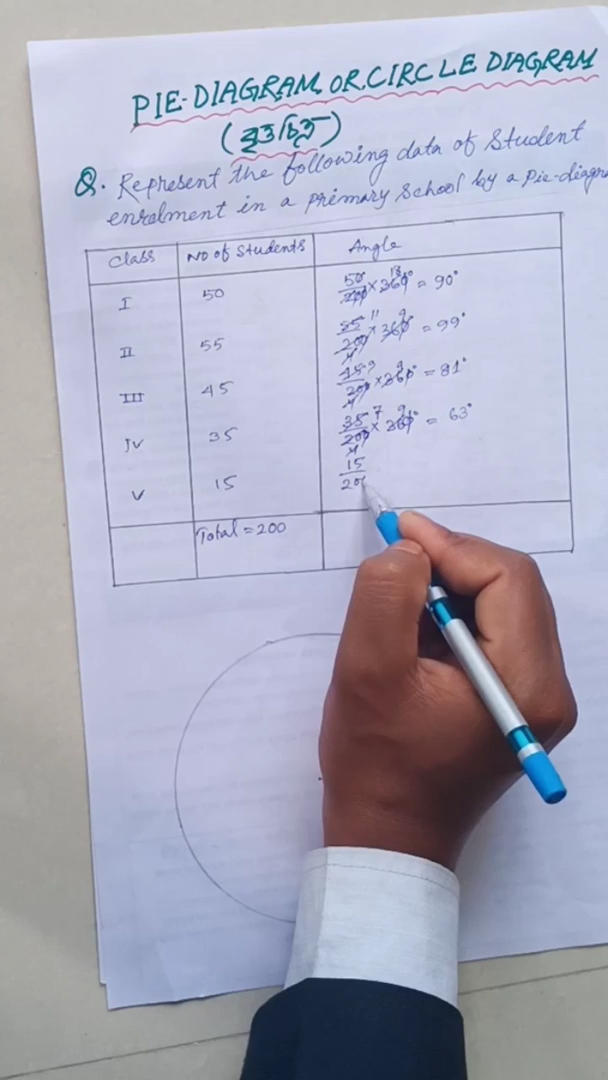 PIE-DIAGRAM OR CIRCLE DIAGRAM
(বৃত্তচিত্ৰ)
Q. Represent the following data of Student
enrolment in a primary School by a Pie-diagra
Class No of Students Angle
I 50 50/200 × 360° = 90°
II 55 55/200 × 360° = 99°
III 45 45/200 × 360° = 81°
IV 35 35/200 × 360° = 63°
V 15 15/20
Total = 200